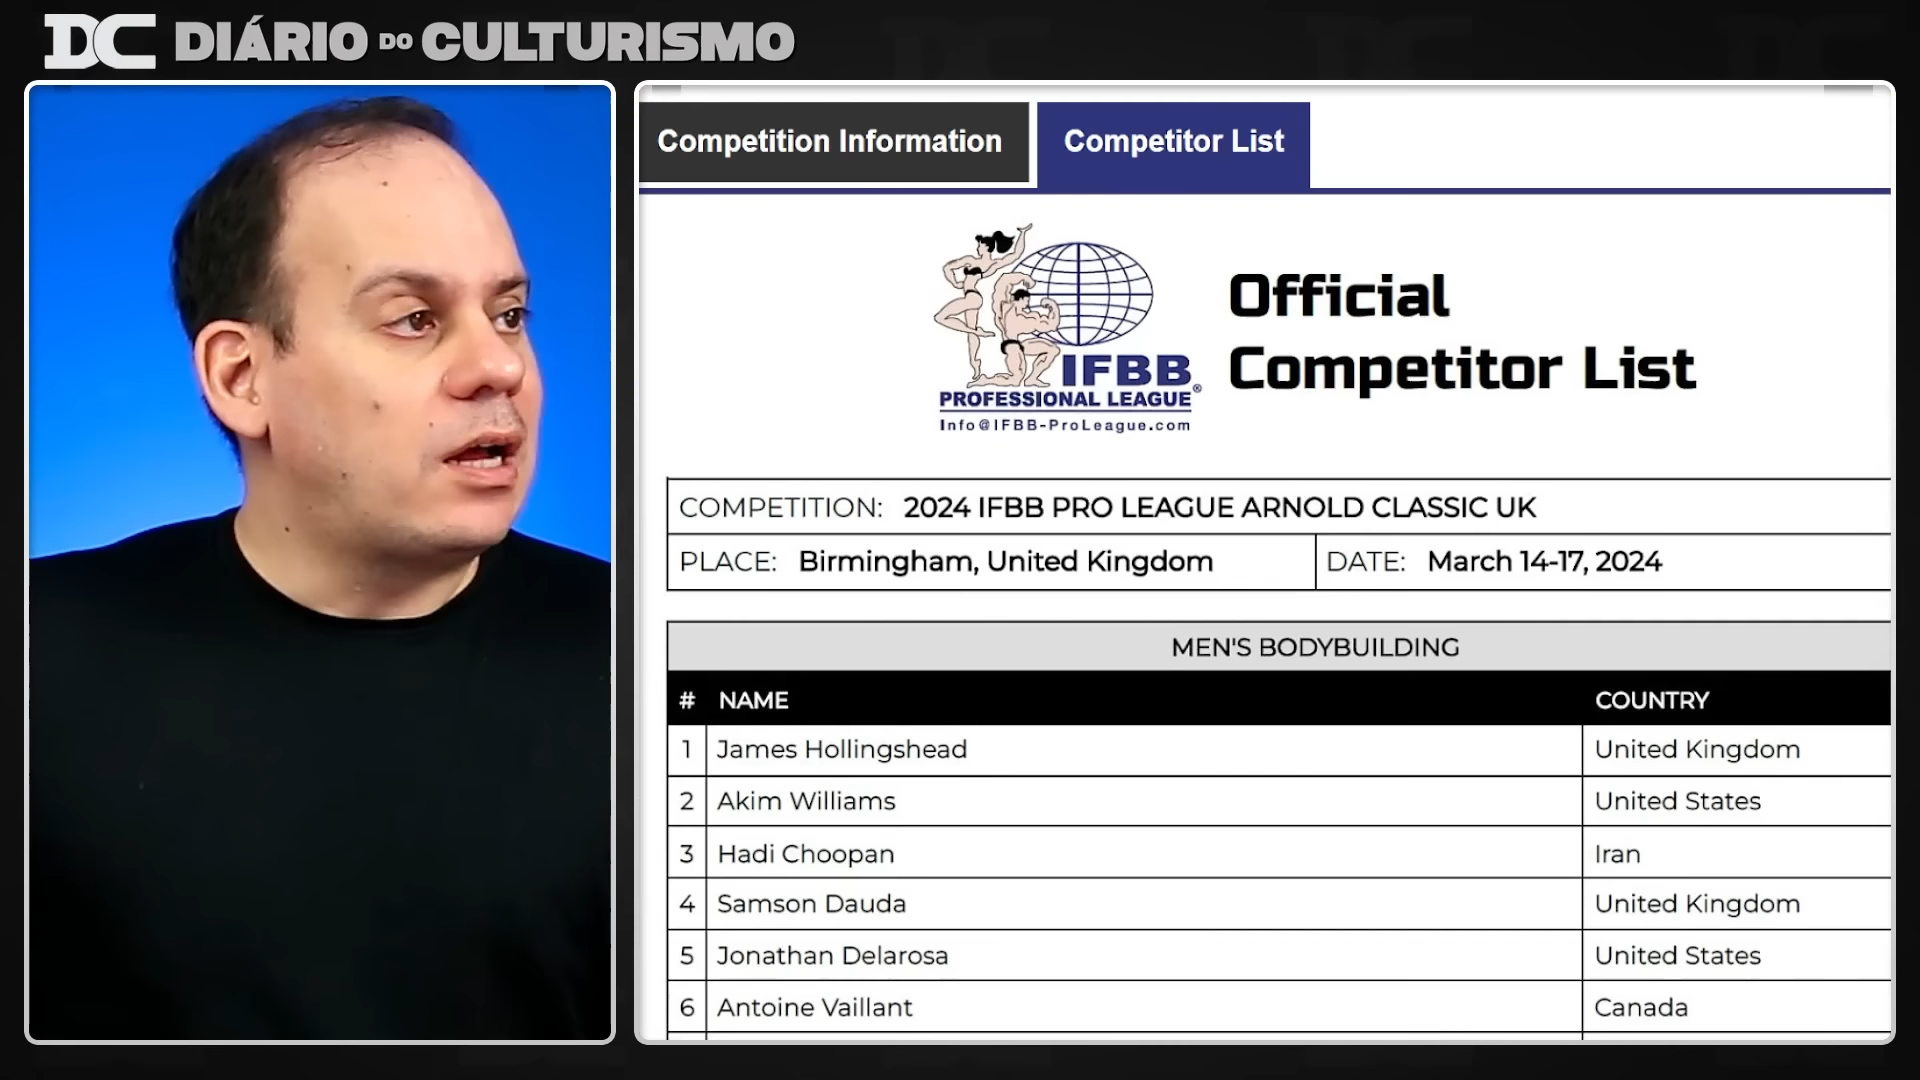 DC DIÁRIO DO CULTURISMO
Competition Information
Competitor List
IFBB
PROFESSIONAL LEAGUE®
Info@IFBB-ProLeague.com
Official
Competitor List
COMPETITION: 2024 IFBB PRO LEAGUE ARNOLD CLASSIC UK
PLACE: Birmingham, United Kingdom DATE: March 14-17, 2024
MEN'S BODYBUILDING
# NAME COUNTRY
1 James Hollingshead United Kingdom
2 Akim Williams United States
3 Hadi Choopan Iran
4 Samson Dauda United Kingdom
5 Jonathan Delarosa United States
6 Antoine Vaillant Canada